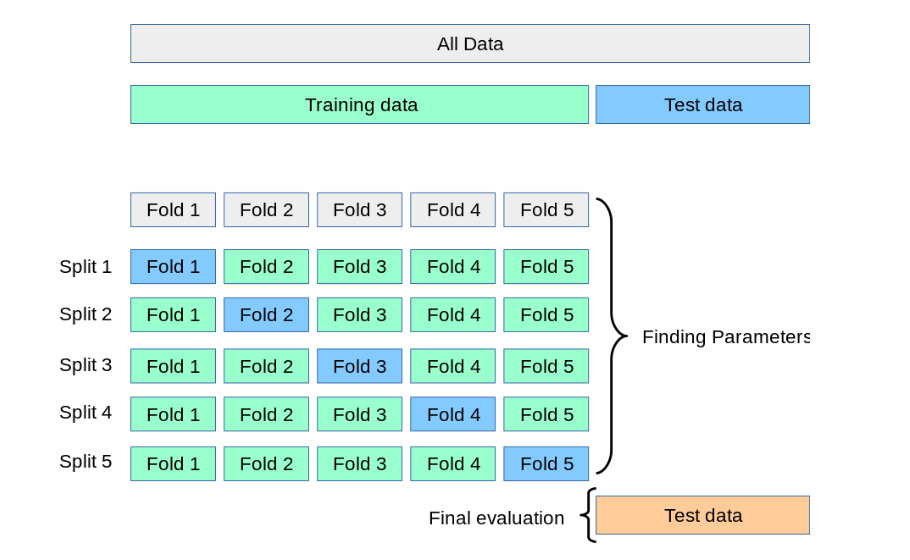 All Data
Training data Test data
Fold 1 Fold 2 Fold 3 Fold 4 Fold 5
Split 1 Fold 1 Fold 2 Fold 3 Fold 4 Fold 5
Split 2 Fold 1 Fold 2 Fold 3 Fold 4 Fold 5
Finding Parameters
Split 3 Fold 1 Fold 2 Fold 3 Fold 4 Fold 5
Split 4 Fold 1 Fold 2 Fold 3 Fold 4 Fold 5
Split 5 Fold 1 Fold 2 Fold 3 Fold 4 Fold 5
Final evaluation Test data